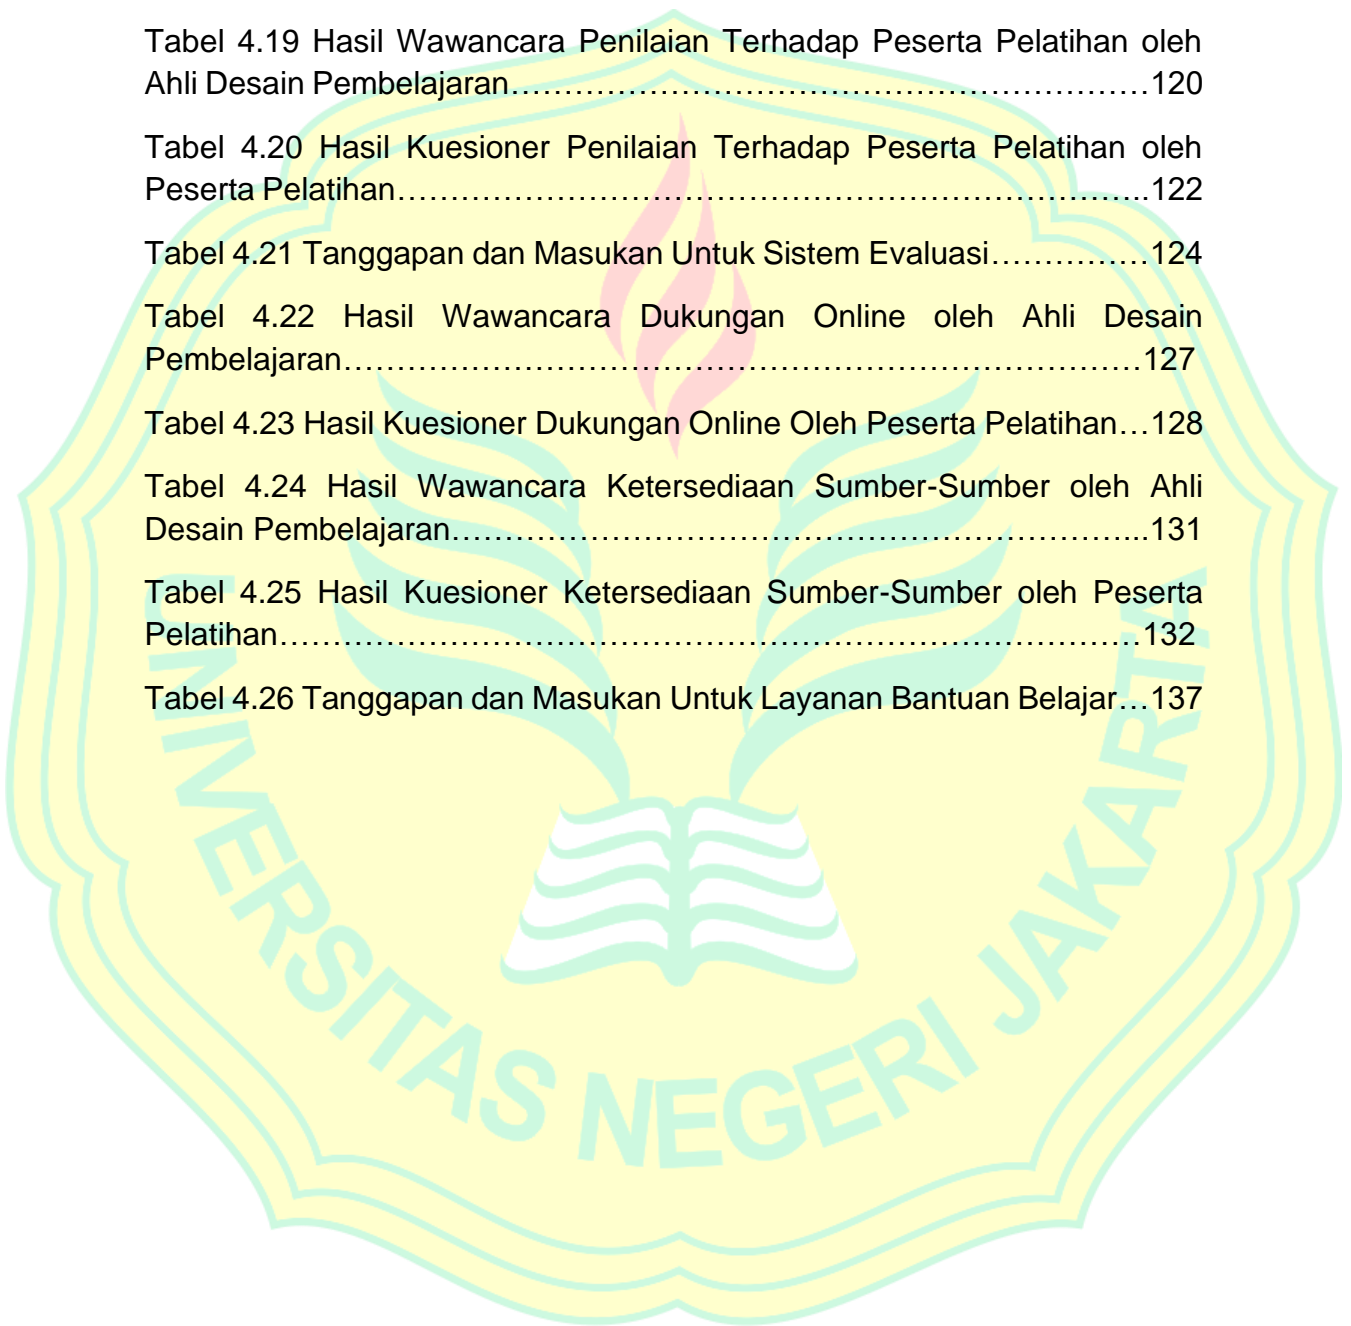 Tabel 4.19 Hasil Wawancara Penilaian Terhadap Peserta Pelatihan oleh
Ahli Desain Pembelajaran……………………………………………………120
Tabel 4.20 Hasil Kuesioner Penilaian Terhadap Peserta Pelatihan oleh
Peserta Pelatihan……………………………………………………………..122
Tabel 4.21 Tanggapan dan Masukan Untuk Sistem Evaluasi……………124
Tabel 4.22 Hasil Wawancara Dukungan Online oleh Ahli Desain
Pembelajaran…………………………………………………………………127
Tabel 4.23 Hasil Kuesioner Dukungan Online Oleh Peserta Pelatihan…128
Tabel 4.24 Hasil Wawancara Ketersediaan Sumber-Sumber oleh Ahli
Desain Pembelajaran………………………………………………………...131
Tabel 4.25 Hasil Kuesioner Ketersediaan Sumber-Sumber oleh Peserta
Pelatihan………………………………………………………………………132
Tabel 4.26 Tanggapan dan Masukan Untuk Layanan Bantuan Belajar…137
UNIVERSITAS NEGERI JAKARTA